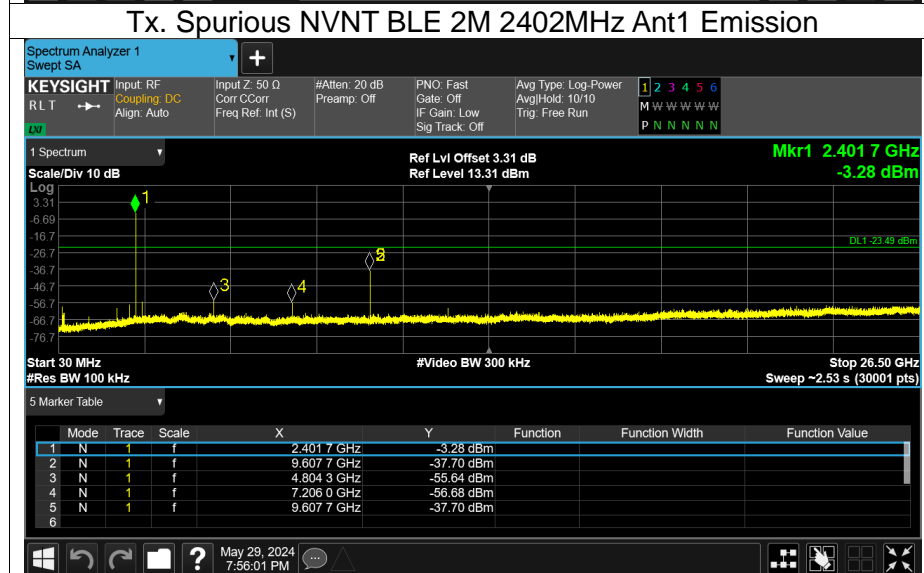 Tx. Spurious NVNT BLE 2M 2402MHz Ant1 Emission
Spectrum Analyzer 1
Swept SA
+
KEYSIGHT Input: RF Input Z: 50 Ω #Atten: 20 dB PNO: Fast Avg Type: Log-Power 1 2 3 4 5 6
RLT Coupling: DC Corr CCorr Preamp: Off Gate: Off Avg|Hold: 10/10 M W W W W W
Align: Auto Freq Ref: Int (S) IF Gain: Low Trig: Free Run
LXI Sig Track: Off P N N N N N
1 Spectrum Ref Lvl Offset 3.31 dB Mkr1 2.401 7 GHz
Scale/Div 10 dB Ref Level 13.31 dBm -3.28 dBm
Log
3.31 1
-6.69
-16.7 DL1 -23.49 dBm
-26.7
-36.7
-46.7 3 4
-56.7
-66.7
-76.7
Start 30 MHz #Video BW 300 kHz Stop 26.50 GHz
#Res BW 100 kHz Sweep ~2.53 s (30001 pts)
5 Marker Table
Mode Trace Scale X Y Function Function Width Function Value
1 N 1 f 2.401 7 GHz -3.28 dBm
2 N 1 f 9.607 7 GHz -37.70 dBm
3 N 1 f 4.804 3 GHz -55.64 dBm
4 N 1 f 7.206 0 GHz -56.68 dBm
5 N 1 f 9.607 7 GHz -37.70 dBm
6
? May 29, 2024
7:56:01 PM